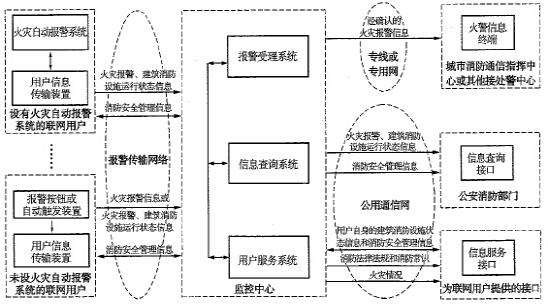 火灾自动报警系统
用户信息
传输装置
设有火灾自动报警
系统的联网用户
报警按钮或
自动触发装置
用户信息
传输装置
未设火灾自动报警
系统的联网用户
火灾报警、建筑消防
设施运行状态信息
消防安全管理信息
报警传输网络
火灾报警信息或
火灾报警、建筑消防
设施运行状态信息
消防安全管理信息
报警受理系统
信息查询系统
用户服务系统
监控中心
经确认的
火灾报警信息
专线或
专用网
火灾报警、建筑消防
设施运行状态信息
消防安全管理信息
公用通信网
用户自身的建筑消防设施状
态信息和消防安全管理信息
消防法律法规和消防常识
火灾情况
火警信息
终端
城市消防通信指挥中
心或其他接处警中心
信息查询
接口
公安消防部门
信息服务
接口
为联网用户提供的接口